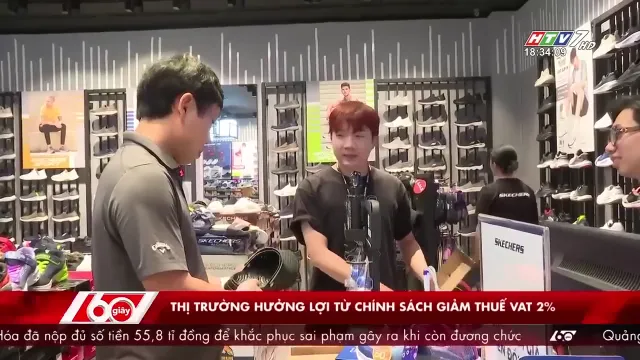 HTV7 HD
18:34:09
SKECHERS
SKECHERS
SKECHERS
60 giây
THỊ TRƯỜNG HƯỞNG LỢI TỪ CHÍNH SÁCH GIẢM THUẾ VAT 2%
Hóa đã nộp đủ số tiền 55,8 tỉ đồng để khắc phục sai phạm gây ra khi còn đương chức
60
Quảng